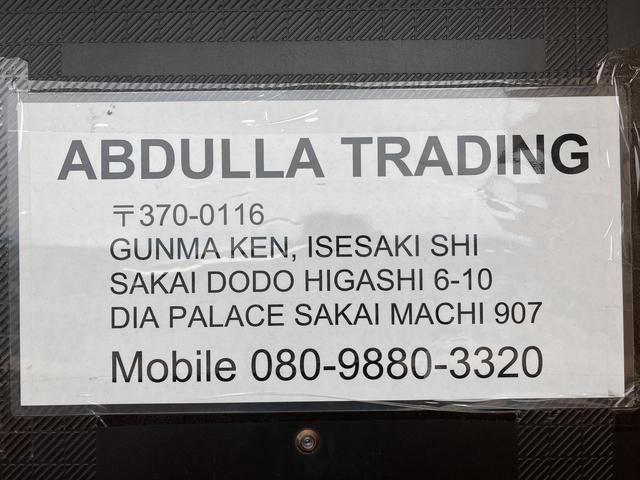 ABDULLA TRADING
〒370-0116
GUNMA KEN, ISESAKI SHI
SAKAI DODO HIGASHI 6-10
DIA PALACE SAKAI MACHI 907
Mobile 080-9880-3320